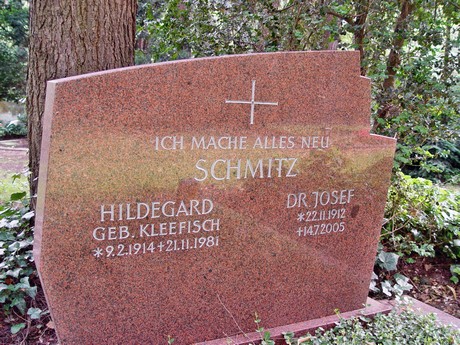 ICH MACHE ALLES NEU
SCHMITZ
HILDEGARD
GEB. KLEEFISCH
*9.2.1914 +21.11.1981
DR JOSEF
*22.11.1912
+14.7.2005